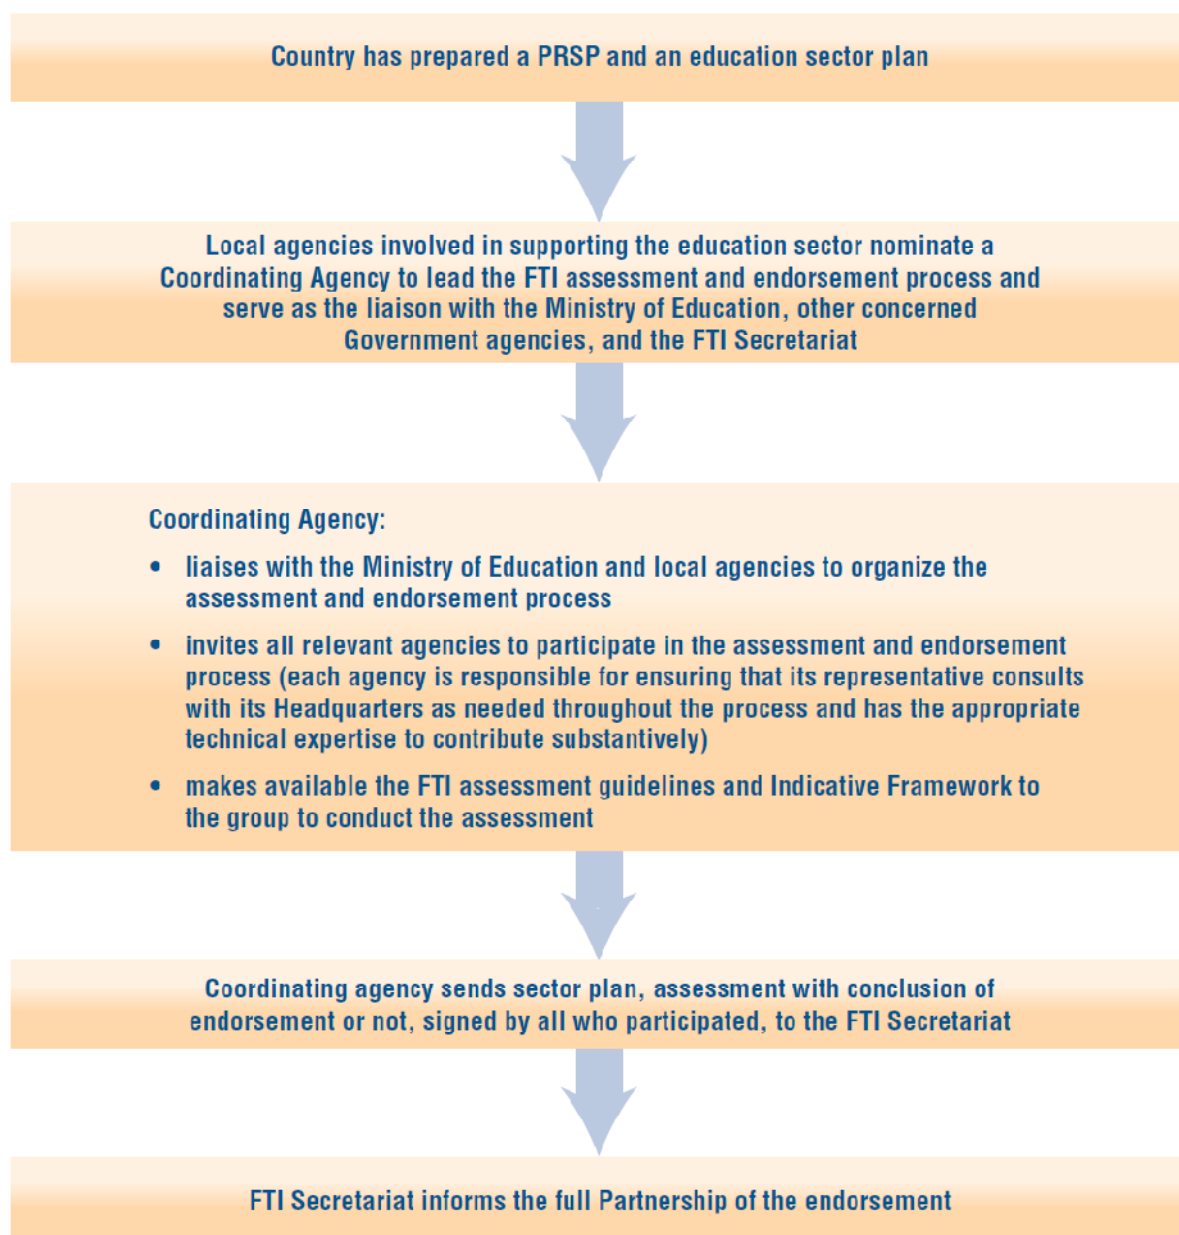 Country has prepared a PRSP and an education sector plan
Local agencies involved in supporting the education sector nominate a
Coordinating Agency to lead the FTI assessment and endorsement process and
serve as the liaison with the Ministry of Education, other concerned
Government agencies, and the FTI Secretariat
Coordinating Agency:
• liaises with the Ministry of Education and local agencies to organize the
assessment and endorsement process
• invites all relevant agencies to participate in the assessment and endorsement
process (each agency is responsible for ensuring that its representative consults
with its Headquarters as needed throughout the process and has the appropriate
technical expertise to contribute substantively)
• makes available the FTI assessment guidelines and Indicative Framework to
the group to conduct the assessment
Coordinating agency sends sector plan, assessment with conclusion of
endorsement or not, signed by all who participated, to the FTI Secretariat
FTI Secretariat informs the full Partnership of the endorsement